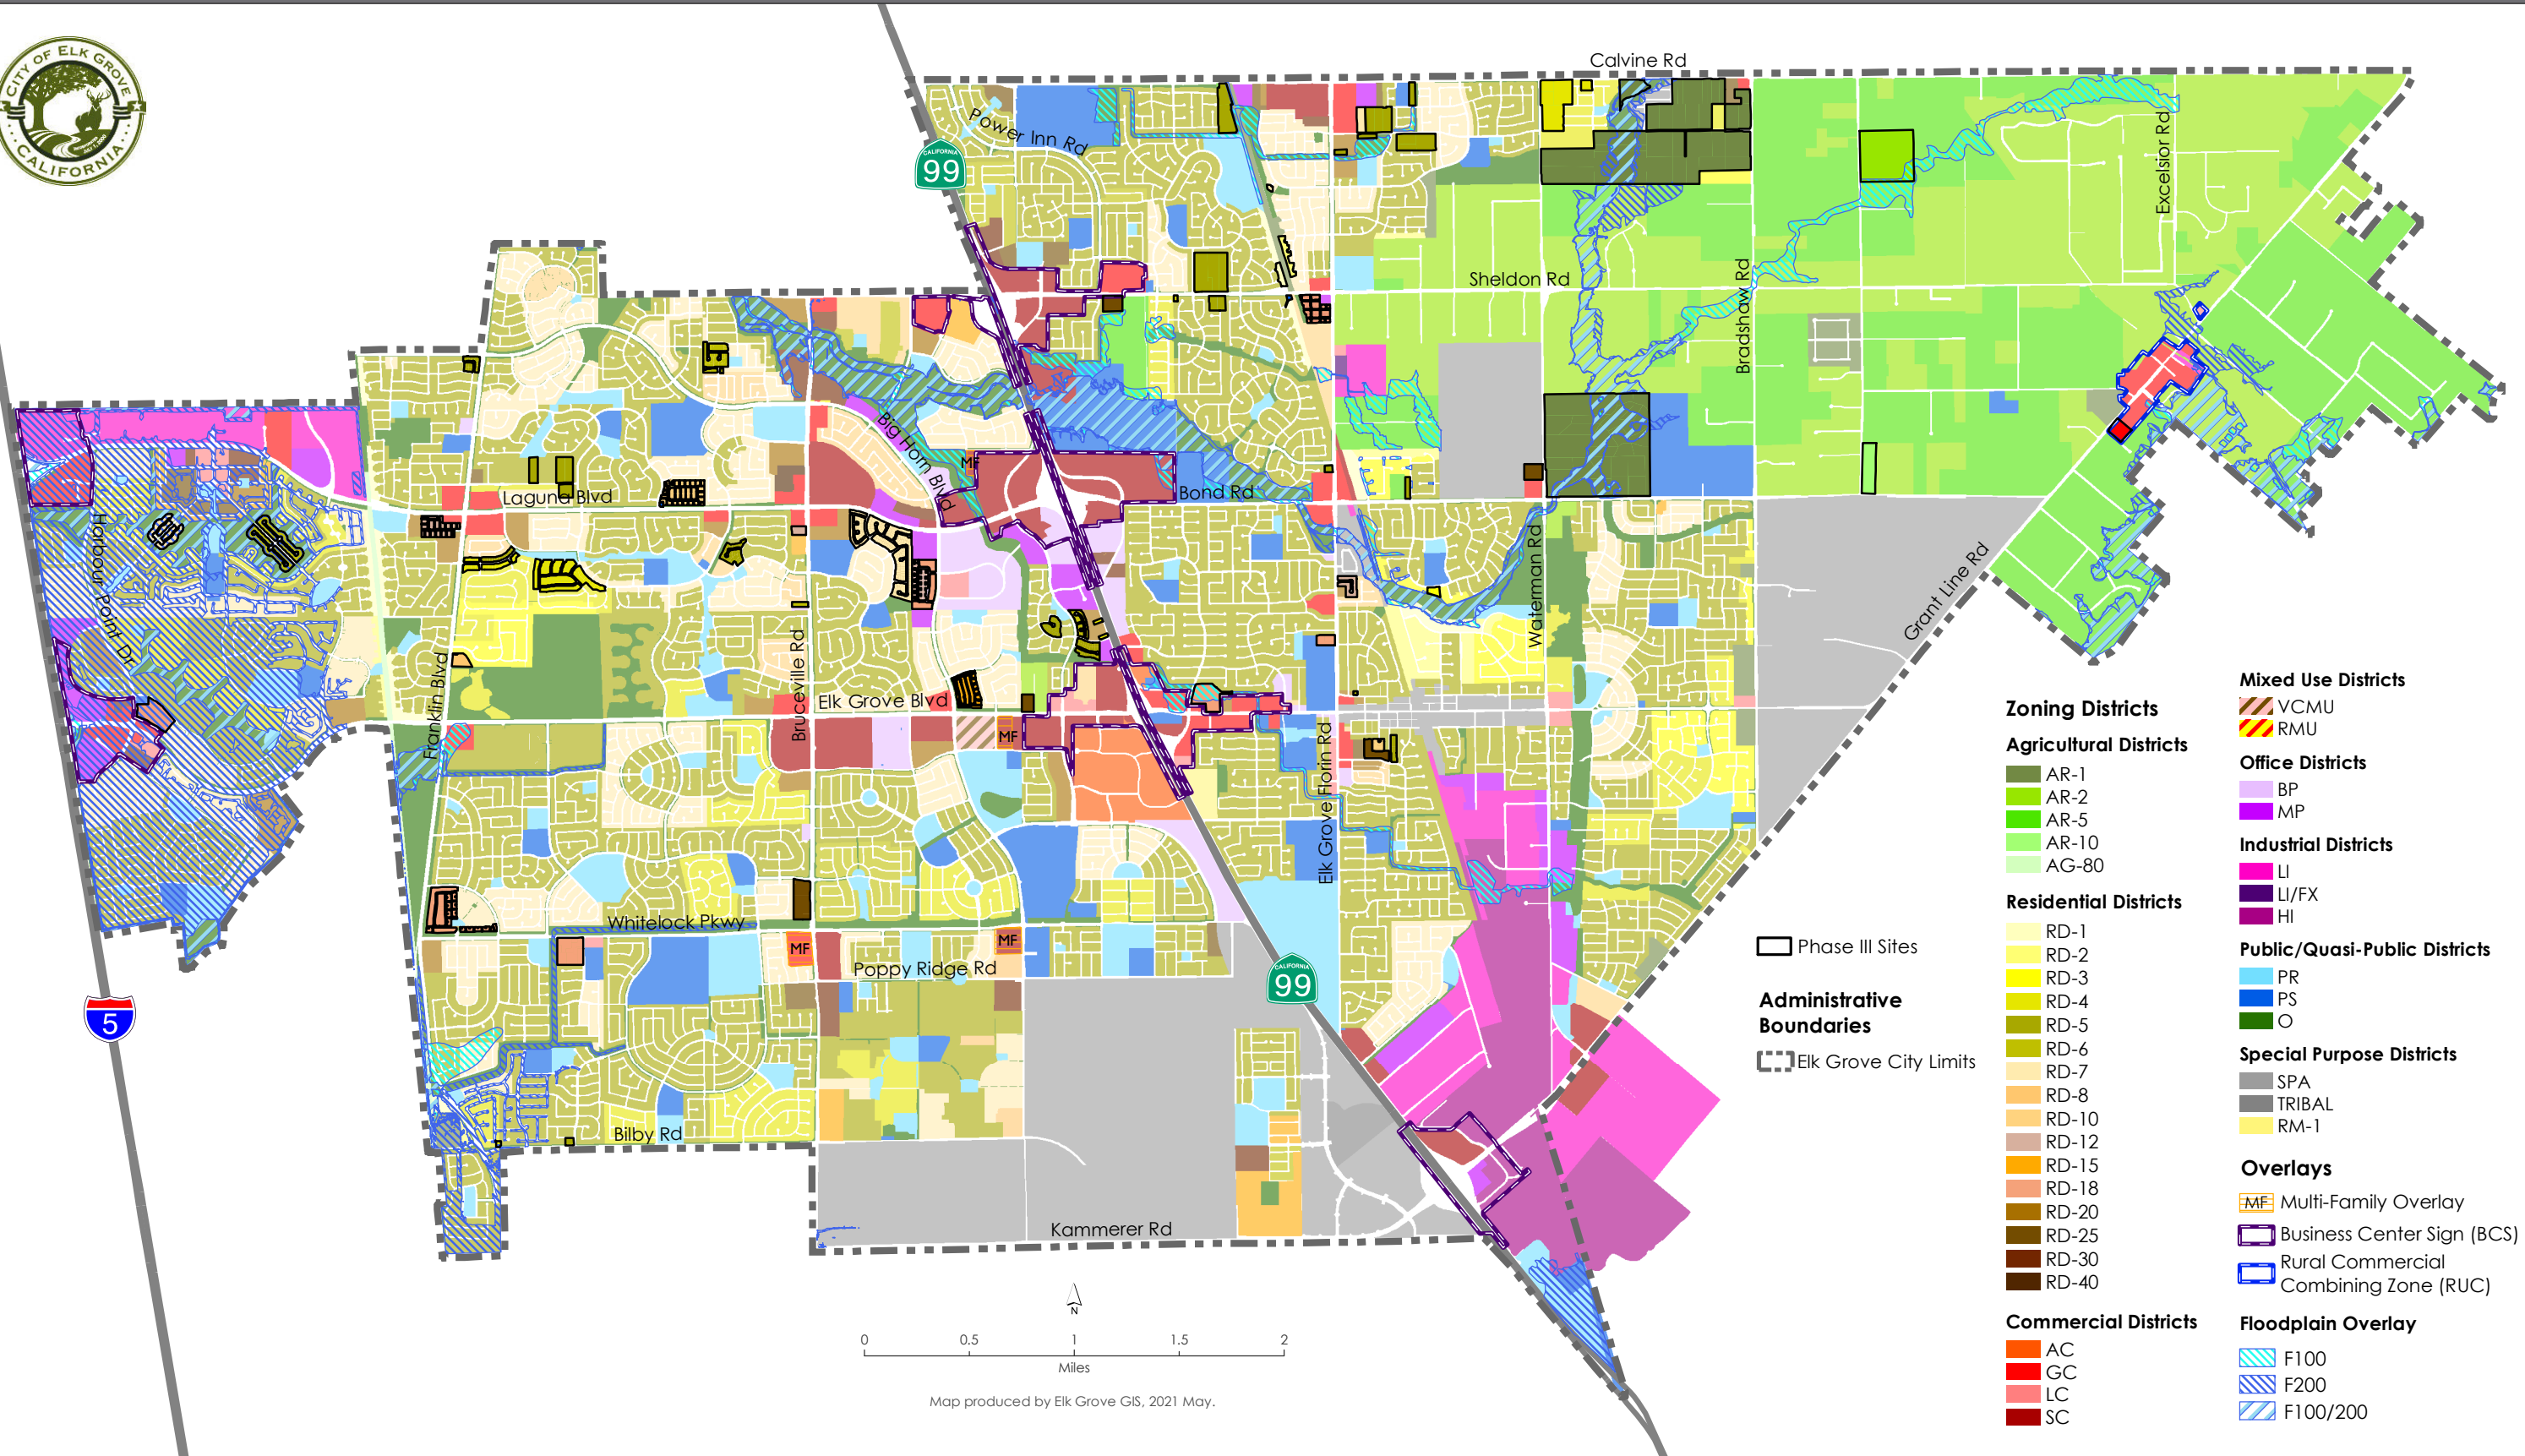 CITY OF ELK GROVE
CALIFORNIA
Calvine Rd
Power Inn Rd
CALIFORNIA
99
Excelsior Rd
Sheldon Rd
Bradshaw Rd
Big Horn Blvd
MF
Laguna Blvd
Bond Rd
Harbour Point Dr
Waterman Rd
Grant Line Rd
Franklin Blvd
Bruceville Rd
Elk Grove Blvd
MF
Elk Grove Florin Rd
Whitelock Pkwy
MF
MF
Poppy Ridge Rd
CALIFORNIA
99
5
Bilby Rd
Kammerer Rd
N
0 0.5 1 1.5 2
Miles
Map produced by Elk Grove GIS, 2021 May.
Phase III Sites
Administrative
Boundaries
Elk Grove City Limits
Zoning Districts
Agricultural Districts
AR-1
AR-2
AR-5
AR-10
AG-80
Residential Districts
RD-1
RD-2
RD-3
RD-4
RD-5
RD-6
RD-7
RD-8
RD-10
RD-12
RD-15
RD-18
RD-20
RD-25
RD-30
RD-40
Commercial Districts
AC
GC
LC
SC
Mixed Use Districts
VCMU
RMU
Office Districts
BP
MP
Industrial Districts
LI
LI/FX
HI
Public/Quasi-Public Districts
PR
PS
O
Special Purpose Districts
SPA
TRIBAL
RM-1
Overlays
MF Multi-Family Overlay
Business Center Sign (BCS)
Rural Commercial
Combining Zone (RUC)
Floodplain Overlay
F100
F200
F100/200